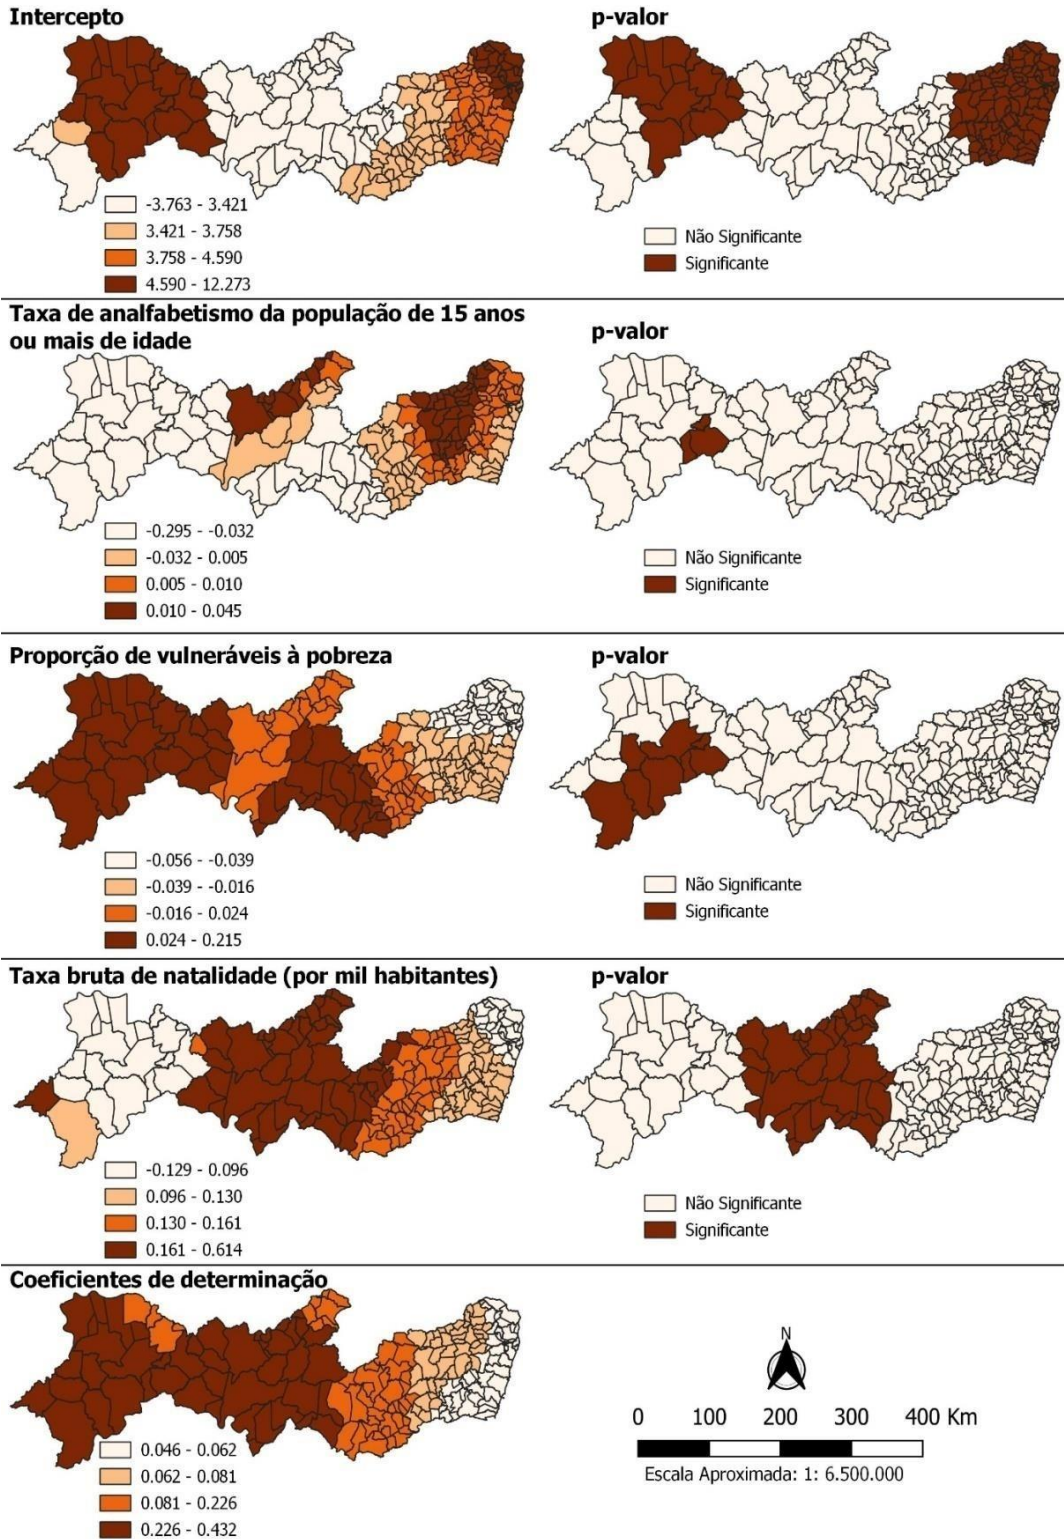 Intercepto
p-valor
-3.763 - 3.421
3.421 - 3.758
3.758 - 4.590
4.590 - 12.273
Não Significante
Significante
Taxa de analfabetismo da população de 15 anos
ou mais de idade
p-valor
-0.295 - -0.032
-0.032 - 0.005
0.005 - 0.010
0.010 - 0.045
Não Significante
Significante
Proporção de vulneráveis à pobreza
p-valor
-0.056 - -0.039
-0.039 - -0.016
-0.016 - 0.024
0.024 - 0.215
Não Significante
Significante
Taxa bruta de natalidade (por mil habitantes)
p-valor
-0.129 - 0.096
0.096 - 0.130
0.130 - 0.161
0.161 - 0.614
Não Significante
Significante
Coeficientes de determinação
0.046 - 0.062
0.062 - 0.081
0.081 - 0.226
0.226 - 0.432
N
0 100 200 300 400 Km
Escala Aproximada: 1: 6.500.000